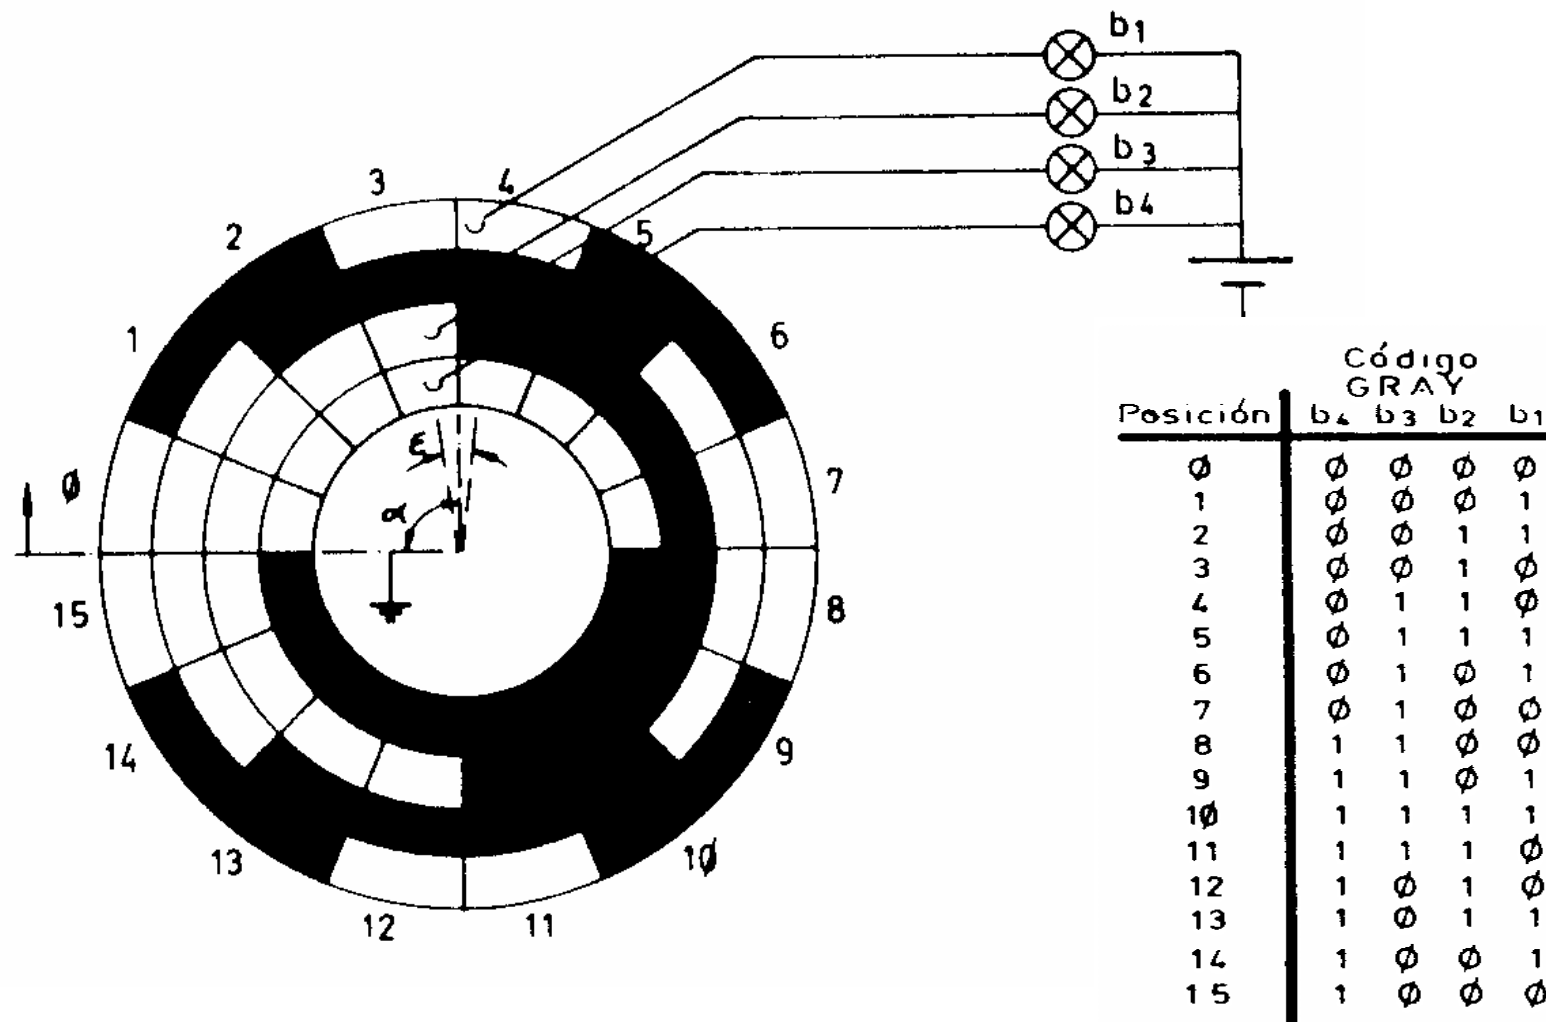 b1
b2
b3
b4
3
4
2
5
1
6
Ø
7
ε
α
15
8
14
9
13
1Ø
12
11
Código
GRAY
Posición b4 b3 b2 b1
Ø Ø Ø Ø Ø
1 Ø Ø Ø 1
2 Ø Ø 1 1
3 Ø Ø 1 Ø
4 Ø 1 1 Ø
5 Ø 1 1 1
6 Ø 1 Ø 1
7 Ø 1 Ø Ø
8 1 1 Ø Ø
9 1 1 Ø 1
1Ø 1 1 1 1
11 1 1 1 Ø
12 1 Ø 1 Ø
13 1 Ø 1 1
14 1 Ø Ø 1
15 1 Ø Ø Ø